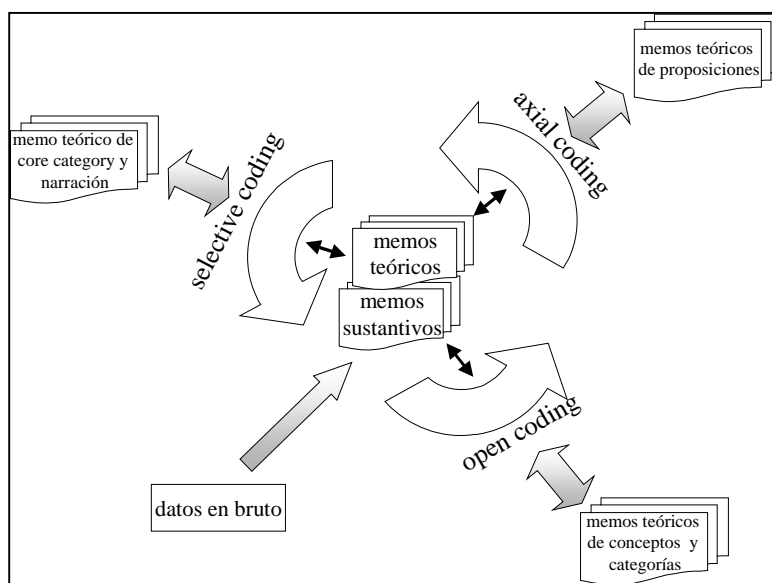 memos teóricos
de proposiciones
axial coding
memo teórico de
core category y
narración
selective coding
memos
teóricos
memos
sustantivos
open coding
datos en bruto
memos teóricos
de conceptos y
categorías